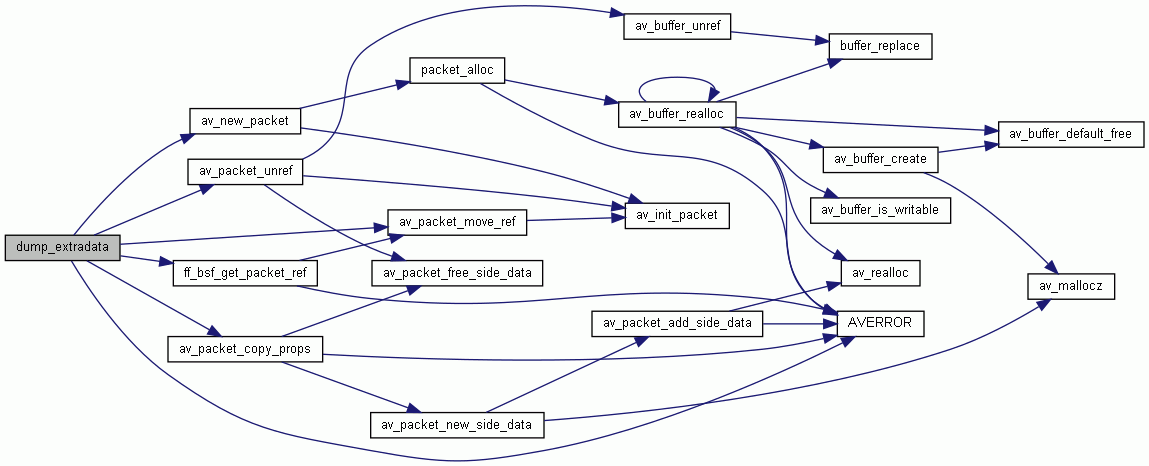 av_buffer_unref
buffer_replace
packet_alloc
av_buffer_realloc
av_new_packet
av_buffer_default_free
av_buffer_create
av_packet_unref
av_buffer_is_writable
av_init_packet
av_packet_move_ref
dump_extradata
ff_bsf_get_packet_ref
av_packet_free_side_data
av_realloc
av_mallocz
av_packet_add_side_data
AVERROR
av_packet_copy_props
av_packet_new_side_data